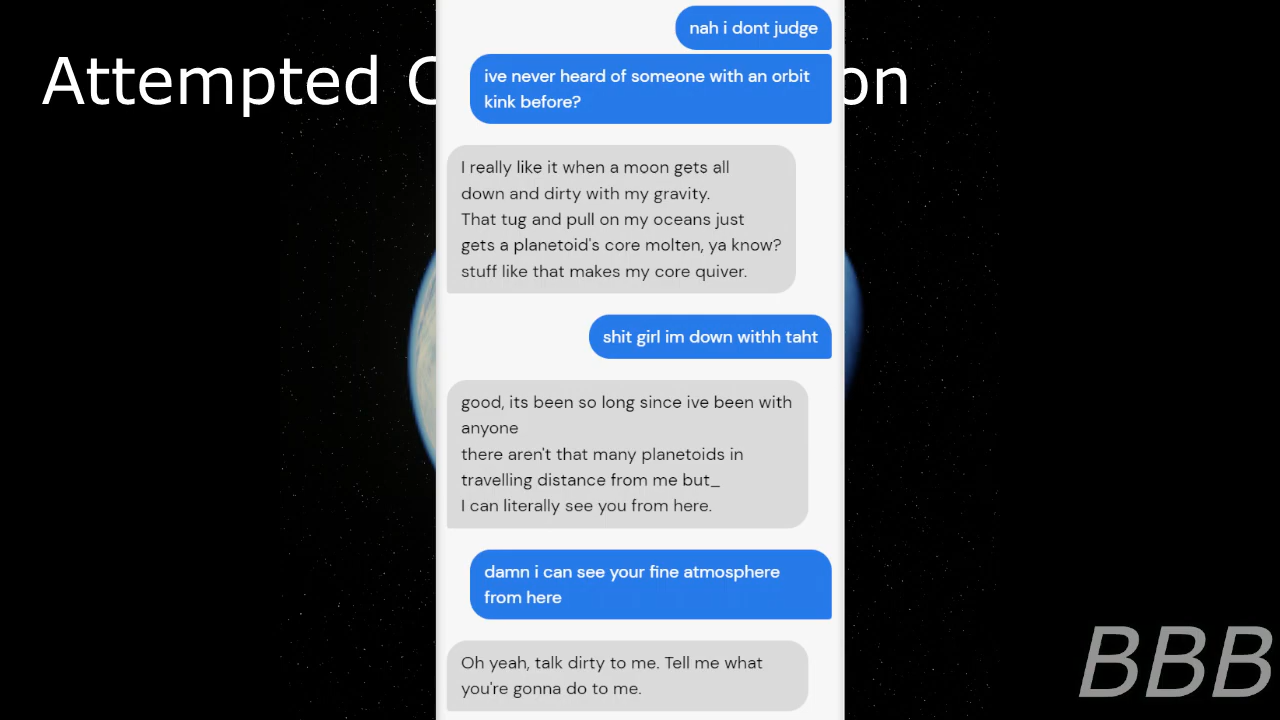 Attempted C
on
nah i dont judge
ive never heard of someone with an orbit
kink before?
I really like it when a moon gets all
down and dirty with my gravity.
That tug and pull on my oceans just
gets a planetoid's core molten, ya know?
stuff like that makes my core quiver.
shit girl im down withh taht
good, its been so long since ive been with
anyone
there aren't that many planetoids in
travelling distance from me but_
I can literally see you from here.
damn i can see your fine atmosphere
from here
Oh yeah, talk dirty to me. Tell me what
you're gonna do to me.
BBB